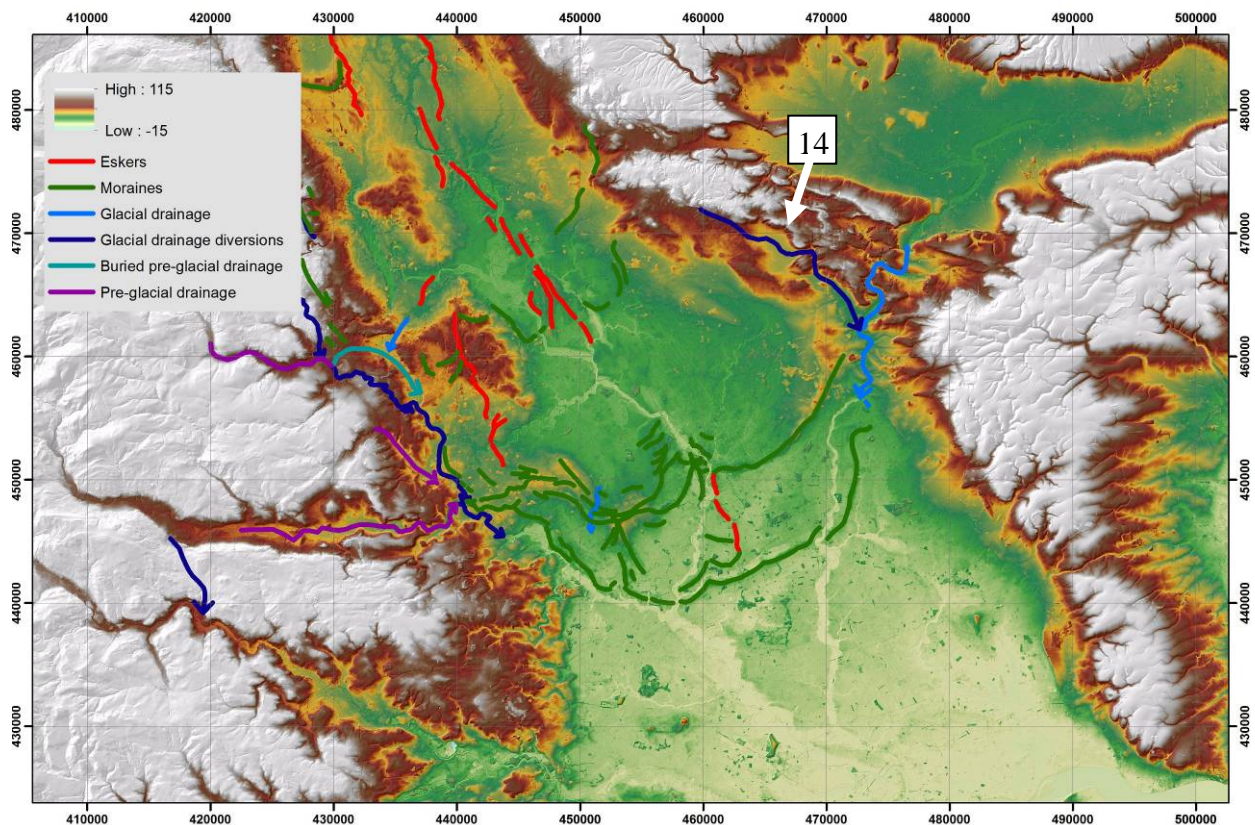 410000 420000 430000 440000 450000 460000 470000 480000 490000 500000
High : 115
Low : -15
Eskers
Moraines
Glacial drainage
Glacial drainage diversions
Buried pre-glacial drainage
Pre-glacial drainage
14
480000
470000
460000
450000
440000
430000
480000
470000
460000
450000
440000
430000
410000 420000 430000 440000 450000 460000 470000 480000 490000 500000